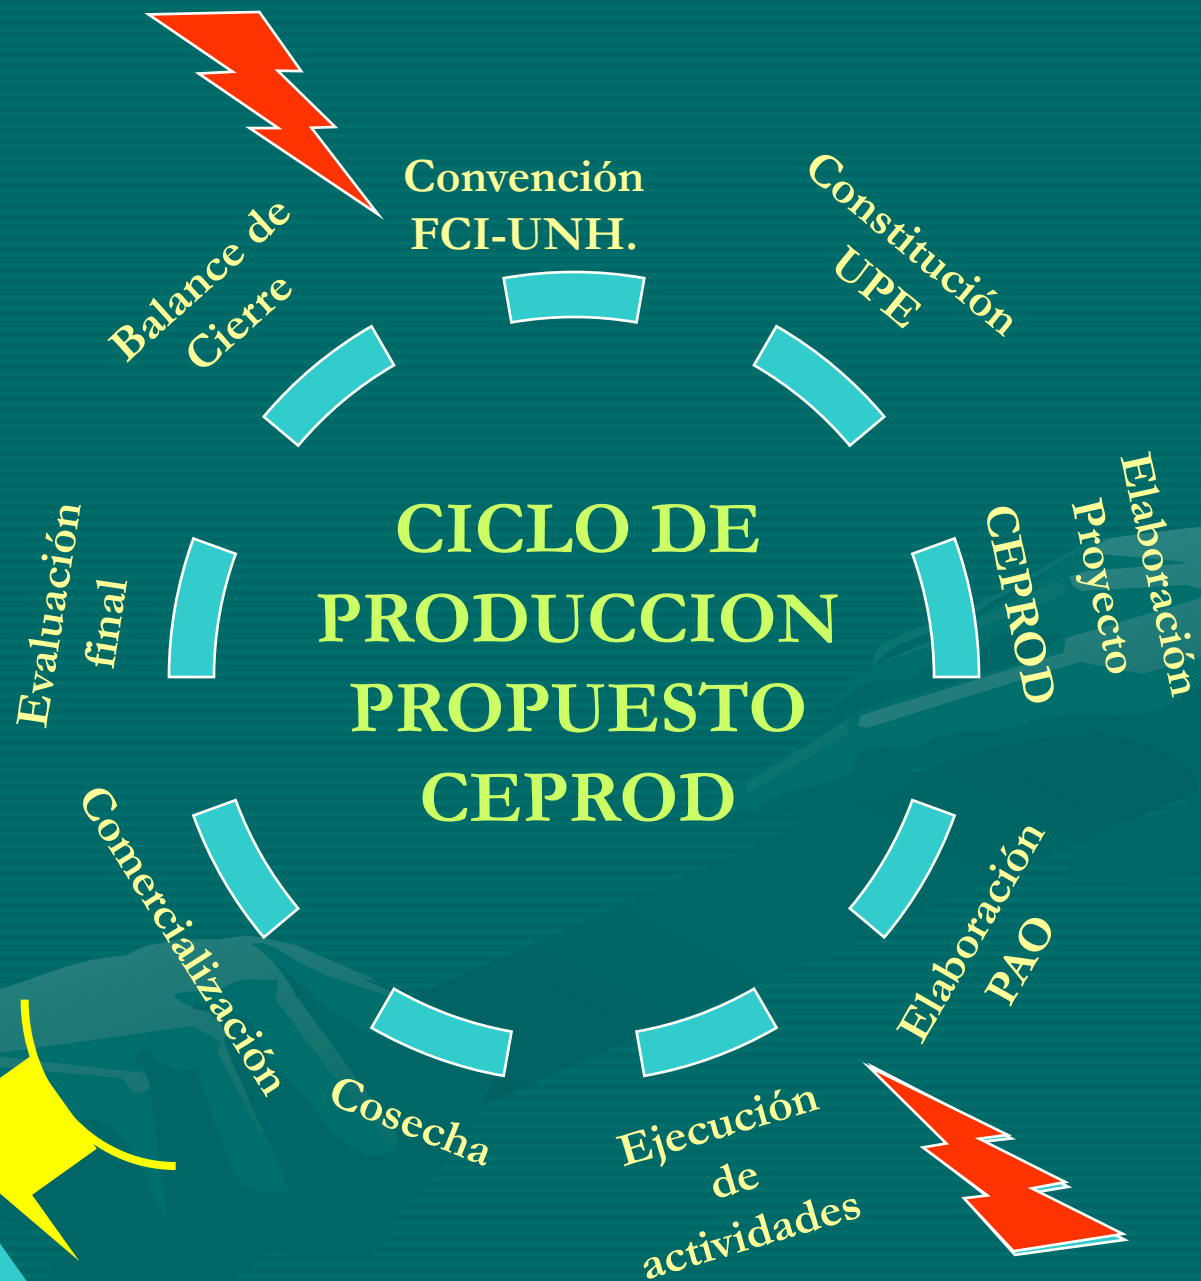 Convención
FCI-UNH.
Constitución
UPE
Elaboración
Proyecto
CEPROD
Elaboración
PAO
Ejecución
de
actividades
Cosecha
Comercialización
Evaluación
final
Balance de
Cierre
CICLO DE
PRODUCCION
PROPUESTO
CEPROD